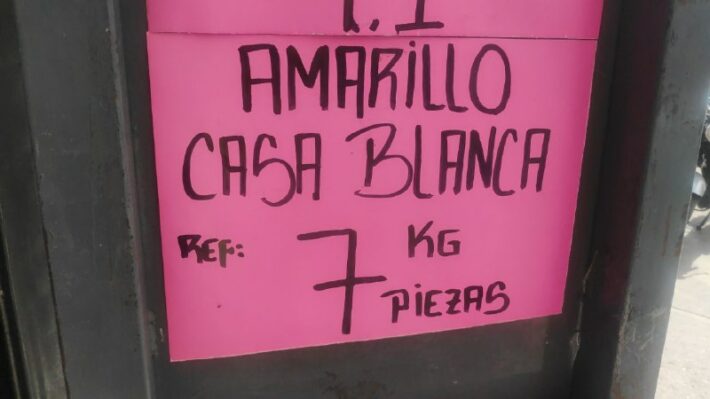 AMARILLO
CASA BLANCA
REF: 7 KG
PIEZAS